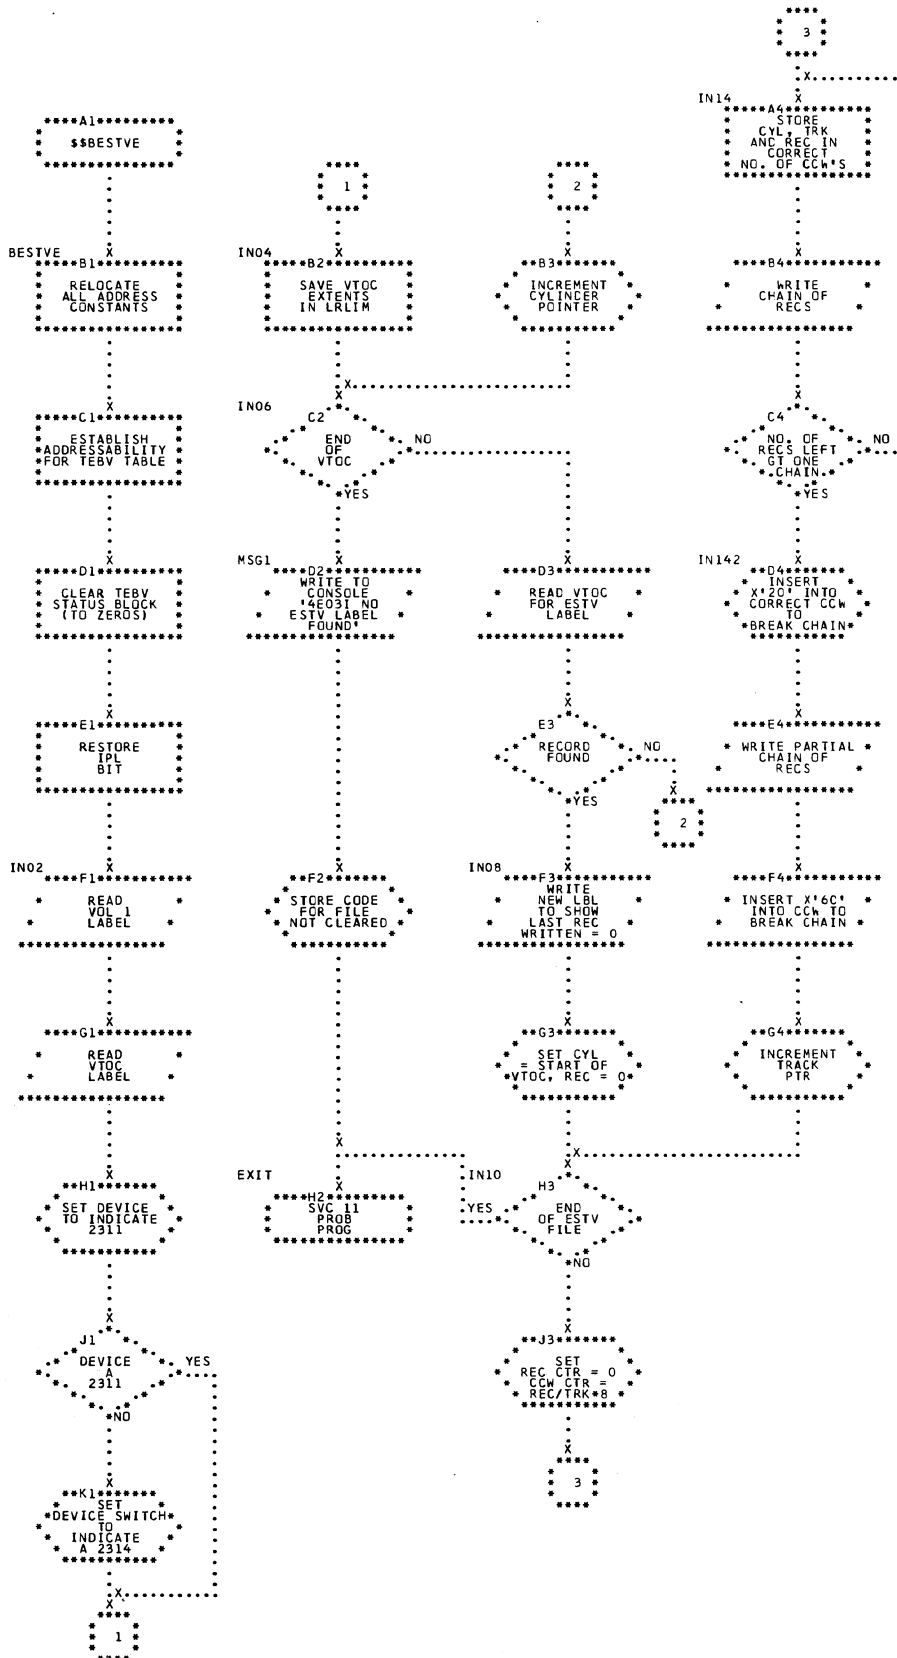 A1
$$BESTVE
BESTVE
B1
RELOCATE
ALL ADDRESS
CONSTANTS
C1
ESTABLISH
ADDRESSABILITY
FOR TEBV TABLE
D1
CLEAR TEBV
STATUS BLOCK
(TO ZEROS)
E1
RESTORE
IPL
BIT
IN02
F1
READ
VOL 1
LABEL
G1
READ
VTOC
LABEL
H1
SET DEVICE
TO INDICATE
2311
J1
DEVICE
A
2311
YES
NO
K1
SET
DEVICE SWITCH
TO
INDICATE
A 2314
1
1
IN04
B2
SAVE VTOC
EXTENTS
IN LRLIM
IN06
C2
END
OF
VTOC
NO
YES
MSG1
D2
WRITE TO
CONSOLE
'4E03I NO
ESTV LABEL
FOUND'
F2
STORE CODE
FOR FILE
NOT CLEARED
EXIT
H2
SVC 11
PROB
PROG
2
B3
INCREMENT
CYLINDER
POINTER
D3
READ VTOC
FOR ESTV
LABEL
E3
RECORD
FOUND
NO
YES
2
IN08
F3
WRITE
NEW LBL
TO SHOW
LAST REC
WRITTEN = 0
G3
SET CYL
= START OF
VTOC, REC = 0
IN10
H3
YES
END
OF ESTV
FILE
NO
J3
SET
REC CTR = 0
CCW CTR =
REC/TRK*8
3
3
IN14
A4
STORE
CYL, TRK
AND REC IN
CORRECT
NO. OF CCW'S
B4
WRITE
CHAIN OF
RECS
C4
NO. OF
RECS LEFT
GT ONE
CHAIN
NO
YES
IN142
D4
INSERT
X'20' INTO
CORRECT CCW
TO
BREAK CHAIN
E4
WRITE PARTIAL
CHAIN OF
RECS
F4
INSERT X'60'
INTO CCW TO
BREAK CHAIN
G4
INCREMENT
TRACK
PTR